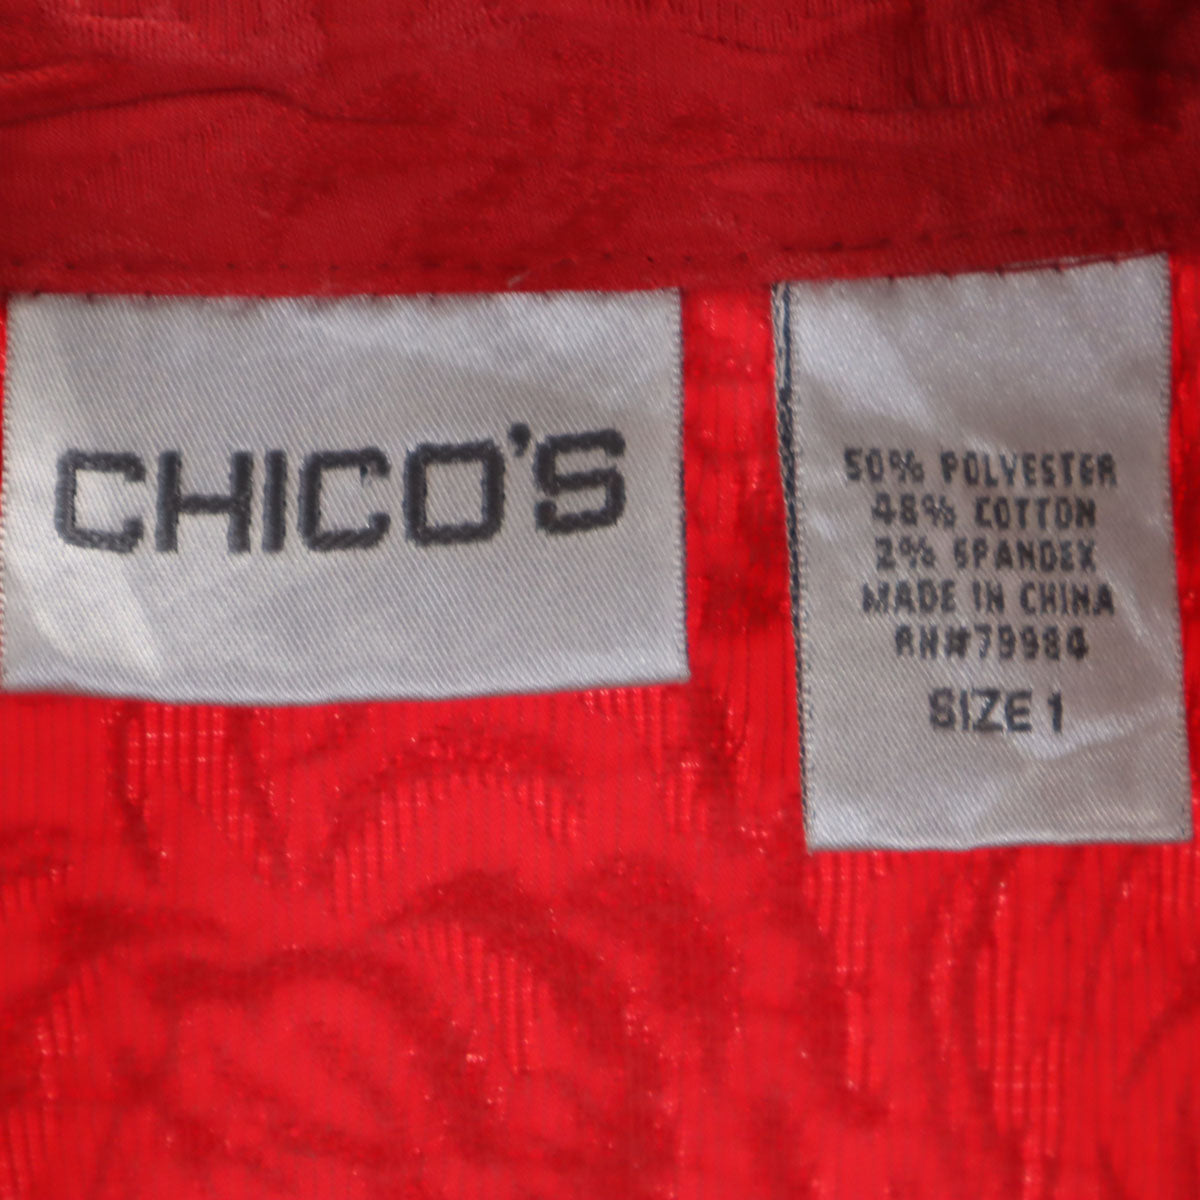 CHICO'S
50% POLYESTER
48% COTTON
2% SPANDEX
MADE IN CHINA
RN#79984
SIZE 1